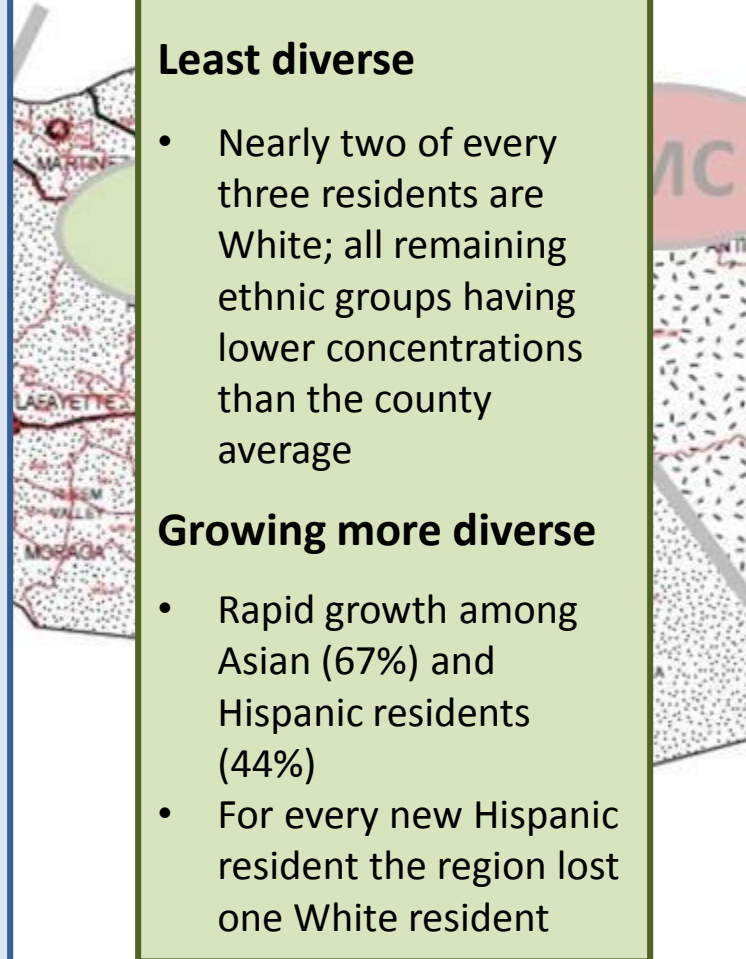 Least diverse
• Nearly two of every
three residents are
White; all remaining
ethnic groups having
lower concentrations
than the county
average
Growing more diverse
• Rapid growth among
Asian (67%) and
Hispanic residents
(44%)
• For every new Hispanic
resident the region lost
one White resident
MARTINEZ
LAFAYETTE
VALLEY
MORAGA
MC